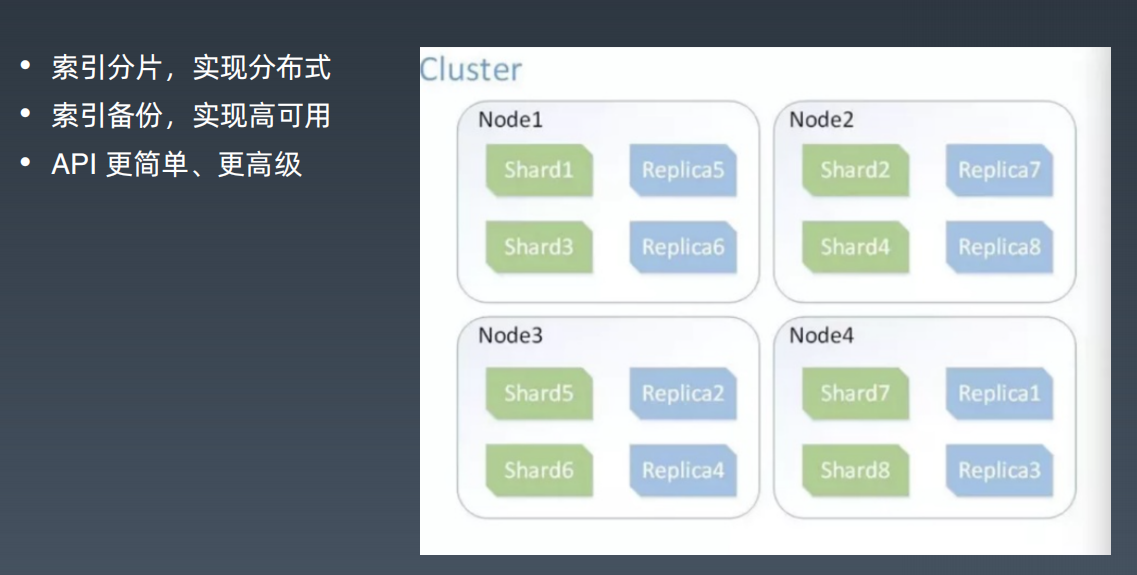 • 索引分片，实现分布式
• 索引备份，实现高可用
• API 更简单、更高级
Cluster
Node1
Shard1 Replica5
Shard3 Replica6
Node2
Shard2 Replica7
Shard4 Replica8
Node3
Shard5 Replica2
Shard6 Replica4
Node4
Shard7 Replica1
Shard8 Replica3